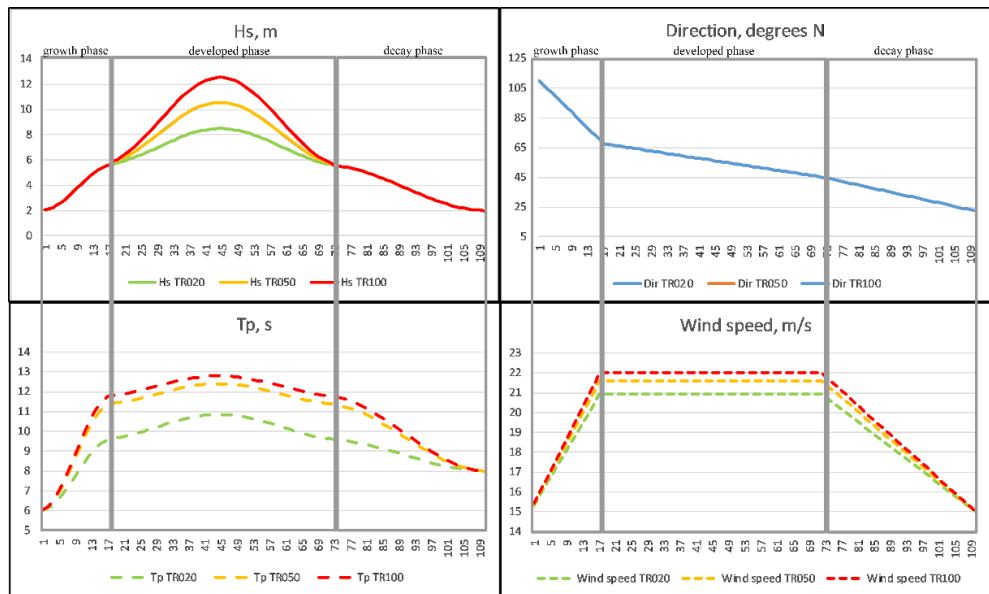 Hs, m
growth phase
developed phase
decay phase
14
12
10
8
6
4
2
0
1 5 9 13 17 21 25 29 33 37 41 45 49 53 57 61 65 69 73 77 81 85 89 93 97 101 105 109
Hs TR020 Hs TR050 Hs TR100
Direction, degrees N
growth phase
developed phase
decay phase
125
105
85
65
45
25
5
1 5 9 13 17 21 25 29 33 37 41 45 49 53 57 61 65 69 77 81 85 89 93 97 101 105 109
Dir TR020 Dir TR050 Dir TR100
Tp, s
14
13
12
11
10
9
8
7
6
5
1 5 9 13 17 21 25 29 33 37 41 45 49 53 57 61 65 69 73 77 81 85 89 93 97 101 105 109
Tp TR020 Tp TR050 Tp TR100
Wind speed, m/s
23
22
21
20
19
18
17
16
15
14
1 5 9 13 17 21 25 29 33 37 41 45 49 53 57 61 65 69 73 77 81 85 89 93 97 101 105 109
Wind speed TR020 Wind speed TR050 Wind speed TR100